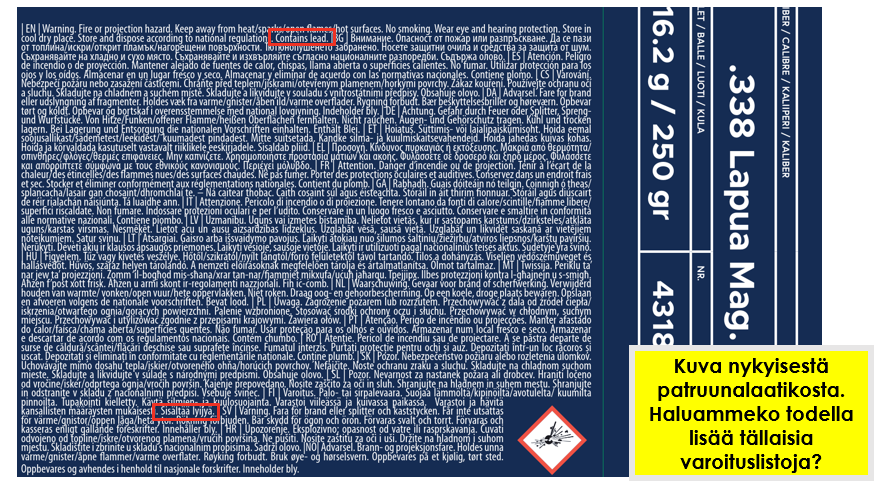 | EN | Warning. Fire or projection hazard. Keep away from heat/sparks/open flames/hot surfaces. No smoking. Wear eye and hearing protection. Store in
cool dry place. Store and dispose according to national regulation. Contains lead. | BG | Внимание. Опасност от пожар или разпръскване. Да се пази
от топлина/искри/открит пламък/нагорещени повърхности. Тютюнопушенето забранено. Носете защитни очила и средства за защита от шум.
Съхранявайте на хладно и сухо място. Съхранявайте и изхвърляйте съгласно националните разпоредби. Съдържа олово. | ES | Atención. Peligro
de incendio o de proyección. Mantener alejado de fuentes de calor, chispas, llama abierta o superficies calientes. No fumar. Utilizar protección para los
ojos y los oídos. Almacenar en un lugar fresco y seco. Almacenar y eliminar de acuerdo con las normativas nacionales. Contiene plomo. | CS | Varování.
Nebezpečí požáru nebo zasažení částicemi. Chraňte před teplem/jiskrami/otevřeným plamenem/horkými povrchy. Zákaz kouření. Používejte ochranu očí
a sluchu. Skladujte na chladném a suchém místě. Skladujte a likvidujte v souladu s vnitrostátními předpisy. Obsahuje olovo. | DA | Advarsel. Fare for brand
eller udslyngning af fragmenter. Holdes væk fra varme/gnister/åben ild/varme overflader. Rygning forbudt. Bær beskyttelsesbriller og høreværn. Opbevar
tørt og køldt. Opbevar og bortskaf i overensstemmelse med national lovgivning. Indeholder bly. | DE | Achtung. Gefahr durch Feuer oder Splitter, Spreng-
und Wurfstücke. Von Hitze/Funken/offener Flamme/heißen Oberflächen fernhalten. Nicht rauchen. Augen- und Gehörschutz tragen. Kühl und trocken
lagern. Bei Lagerung und Entsorgung die nationalen Vorschriften einhalten. Enthält Blei. | ET | Hoiatus. Süttimis- või laialipaiskumisoht. Hoida eemal
soojusallikast/sädemetest/leekidest/ kuumadest pindadest. Mitte suitsetada. Kandke silma- ja kuulmiskaitsevahendeid. Hoida jahedas kuivas kohas.
Hoida ja kõrvaldada kasutuselt vastavalt riiklikele eeskirjadele. Sisaldab pliid. | EL | Προσοχή. Κίνδυνος πυρκαγιάς ή εκτόξευσης. Μακριά από θερμότητα/
σπινθήρες/φλόγες/θερμές επιφάνειες. Μην καπνίζετε. Χρησιμοποιήστε προστασία ματιών και ακοής. Φυλάσσετε σε δροσερό και ξηρό μέρος. Φυλάσσετε
και απορρίπτετε σύμφωνα με τους εθνικούς κανονισμούς. Περιέχει μόλυβδο. | FR | Attention. Danger d'incendie ou de projection. Tenir à l'écart de la
chaleur/des étincelles/des flammes nues/des surfaces chaudes. Ne pas fumer. Porter des protections oculaires et auditives. Conservez dans un endroit frais
et sec. Stocker et éliminer conformément aux réglementations nationales. Contient du plomb. | GA | Rabhadh. Guais dóiteáin nó teilgin. Coinnigh ó theas/
splancacha/lasair gan chosaint/dhromchlaí te. – Ná caitear thobac. Caith cosaint súl agus éisteachta. Stóráil in áit thirim fionnuar. Stóráil agus diúscairt
de réir rialachán náisiúnta. Tá luaidhe ann. | IT | Attenzione. Pericolo di incendio o di proiezione. Tenere lontano da fonti di calore/scintille/fiamme libere/
superfici riscaldate. Non fumare. Indossare protezioni oculari e per l'udito. Conservare in un luogo fresco e asciutto. Conservare e smaltire in conformità
alle normative nazionali. Contiene piombo. | LV | Uzmanību. Uguns vai izmetes bīstamība. Nelietot vietās, kur ir sastopams karstums/dzirksteles/atklāta
uguns/karstas virsmas. Nesmēķēt. Lietot acu un ausu aizsardzības līdzekļus. Uzglabāt vēsā, sausā vietā. Uzglabāt un likvidēt saskaņā ar vietējiem
noteikumiem. Satur svinu. | LT | Atsargiai. Gaisro arba išsvaidymo pavojus. Laikyti atokiau nuo šilumos šaltinių/žiežirbų/atviros liepsnos/karštų paviršių.
Nerūkyti. Dėvėti akių ir klausos apsaugos priemones. Laikyti vėsioje, sausoje vietoje. Laikyti ir utilizuoti pagal nacionalinius teisės aktus. Sudėtyje yra švino.
| HU | Figyelem. Tűz vagy kivetés veszélye. Hőtől/szikrától/nyílt lángtól/forró felületektől távol tartandó. Tilos a dohányzás. Viseljen védőszemüveget és
hallásvédőt. Hűvös, száraz helyen tárolandó. A nemzeti előírásoknak megfelelően tárolja és ártalmatlanítsa. Ólmot tartalmaz. | MT | Twissija. Periklu ta'
nar jew ta' projezzjoni. Żomm 'il-bogħod mis-sħana/xrar tan-nar/fjammiet mikxufa/uċuħ jaħarqu. Tpejjipx. Ilbes protezzjoni kontra l-għajnejn u s-smigħ.
Aħżen f'post xott frisk. Aħżen u armi skont ir-regolamenti nazzjonali. Fih iċ-ċomb. | NL | Waarschuwing. Gevaar voor brand of scherfwerking. Verwijderd
houden van warmte/ vonken/open vuur/hete oppervlakken. Niet roken. Draag oog- en gehoorbescherming. Op een koele, droge plaats bewaren. Opslaan
en afvoeren volgens de nationale voorschriften. Bevat lood. | PL | Uwaga. Zagrożenie pożarem lub rozrzutem. Przechowywać z dala od źródeł ciepła/
iskrzenia/otwartego ognia/gorących powierzchni. Palenie wzbronione. Stosować środki ochrony oczu i słuchu. Przechowywać w chłodnym, suchym
miejscu. Przechowywać i utylizować zgodnie z przepisami krajowymi. Zawiera ołów. | PT | Atenção. Perigo de incêndio ou projeções. Manter afastado
do calor/faísca/chama aberta/superfícies quentes. Não fumar. Usar proteção para os olhos e ouvidos. Armazenar num local fresco e seco. Armazenar
e descartar de acordo com os regulamentos nacionais. Contém chumbo. | RO | Atentie. Pericol de incendiu sau de proiectare. A se păstra departe de
surse de căldură/scântei/flăcări deschise sau suprafețe încinse. Fumatul interzis. Purtați protecție pentru ochi și auz. Depozitați într-un loc răcoros și
uscat. Depozitați și eliminați în conformitate cu reglementările naționale. Conține plumb. | SK | Pozor. Nebezpečenstvo požiaru alebo rozletenia úlomkov.
Uchovávajte mimo dosahu tepla/iskier/otvoreného ohňa/horúcich povrchov. Nefajčite. Noste ochranu zraku a sluchu. Skladujte na chladnom suchom
mieste. Skladujte a likvidujte v súlade s národnými predpismi. Obsahuje olovo. | SL | Pozor. Nevarnost za nastanek požara ali drobcev. Hraniti ločeno
od vročine/isker/odprtega ognja/vročih površin. Kajenje prepovedano. Nosite zaščito za oči in sluh. Shranjujte na hladnem in suhem mestu. Shranjujte
in odstranite v skladu z nacionalnimi predpisi. Vsebuje svinec. | FI | Varoitus. Palo- tai sirpalevaara. Suojaa lämmöltä/kipinöiltä/avotulelta/ kuumilta
pinnoilta. Tupakointi kielletty. Käytä silmien- ja kuulosuojainta. Varastoi viileässä ja kuivassa paikassa. Varastoi ja hävitä
kansallisten määräysten mukaisesti. Sisältää lyijyä. | SV | Varning. Fara för brand eller splitter och kaststycken. Får inte utsättas
för värme/gnistor/öppen låga/heta ytor. Rökning förbjuden. Bär skydd för ögon och öron. Förvaras svalt och torrt. Förvaras och
kasseras enligt gällande föreskrifter. Innehåller bly. | HR | Upozorenje. Eksplozivno; opasnost od vatre ili rasprskavanja. Čuvati
odvojeno od topline/iskre/otvorenog plamena/vrućih površina. Ne pušiti. Nosite zaštitu za oči i uši. Držite na hladnom i suhom
mjestu. Skladištite i zbrinite u skladu s nacionalnim propisima. Sadrži olovo. |NO| Advarsel. Brann- og prosjeksjonsfare. Holdes unna
varme/gnister/åpne flammer/varme overflater. Røyking forbudt. Bruk øye- og hørselsvern. Oppbevares på et kjølig, tørt sted.
Oppbevares og avhendes i henhold til nasjonale forskrifter. Inneholder bly.
16.2 g / 250 gr
LET / BALLE / LUOTI / KULA
.338 Lapua Mag.
IBER / CALIBRE / KALIIPERI / KALIBER
NR.
4318
Kuva nykyisestä
patruunalaatikosta.
Haluammeko todella
lisää tällaisia
varoituslistoja?